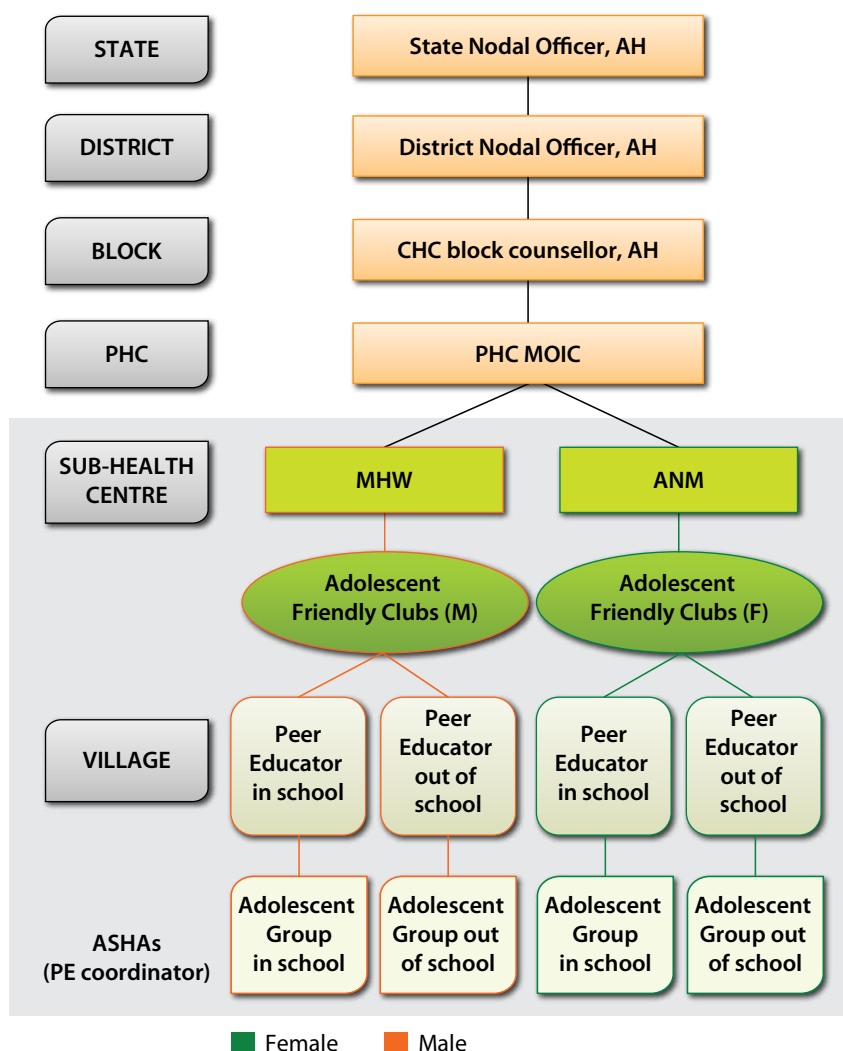 STATE
State Nodal Officer, AH
DISTRICT
District Nodal Officer, AH
BLOCK
CHC block counsellor, AH
PHC
PHC MOIC
SUB-HEALTH
CENTRE
MHW
ANM
Adolescent
Friendly Clubs (M)
Adolescent
Friendly Clubs (F)
VILLAGE
Peer
Educator
in school
Peer
Educator
out of
school
Peer
Educator
in school
Peer
Educator
out of
school
ASHAs
(PE coordinator)
Adolescent
Group
in school
Adolescent
Group out
of school
Adolescent
Group
in school
Adolescent
Group out
of school
Female
Male